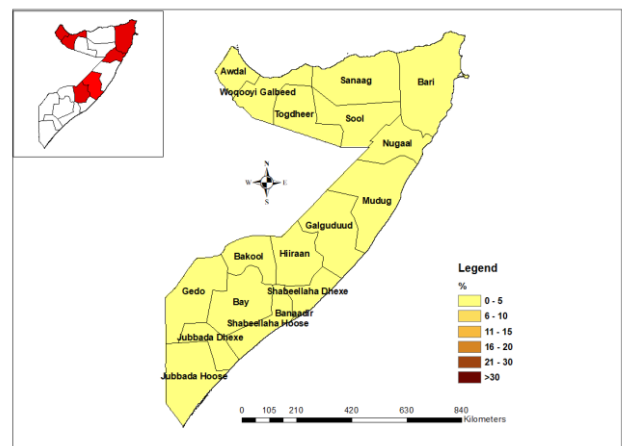 Awdal
Sanaag
Bari
Woqooyi Galbeed
Togdheer
Sool
Nugaal
N
W E
S
Mudug
Galguduud
Bakool
Hiiraan
Gedo
Bay
Shabeellaha Dhexe
Banaadir
Shabeellaha Hoose
Jubbada Dhexe
Jubbada Hoose
Legend
%
0 - 5
6 - 10
11 - 15
16 - 20
21 - 30
>30
0 105 210 420 630 840
Kilometers